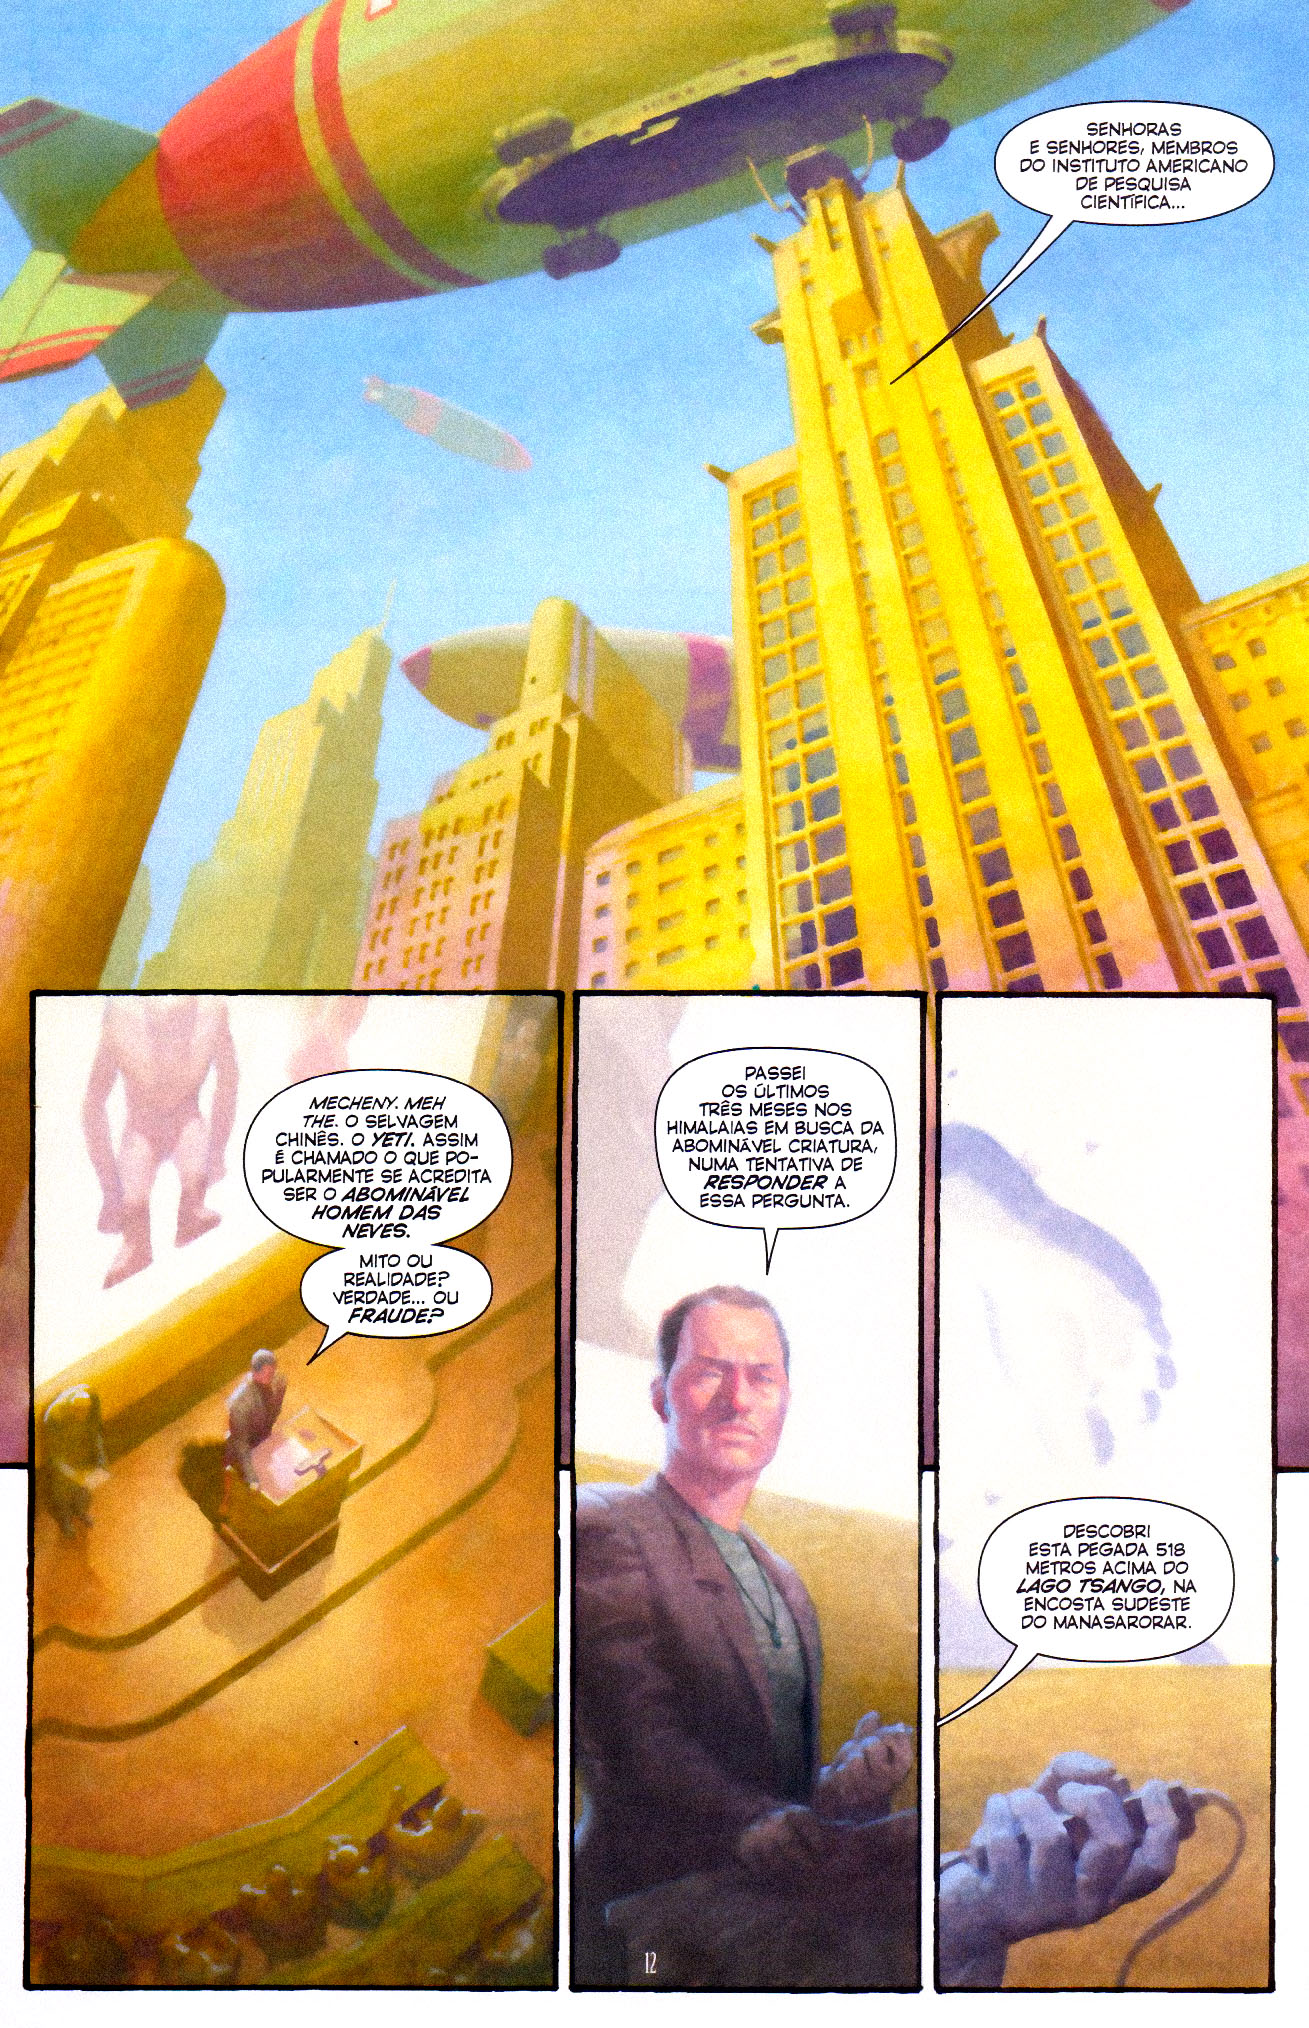 SENHORAS
E SENHORES, MEMBROS
DO INSTITUTO AMERICANO
DE PESQUISA
CIENTÍFICA...
MECHENY. MEH
THE. O SELVAGEM
CHINÊS. O YETI. ASSIM
É CHAMADO O QUE PO-
PULARMENTE SE ACREDITA
SER O ABOMINÁVEL
HOMEM DAS
NEVES.
MITO OU
REALIDADE?
VERDADE... OU
FRAUDE?
PASSEI
OS ÚLTIMOS
TRÊS MESES NOS
HIMALAIAS EM BUSCA DA
ABOMINÁVEL CRIATURA,
NUMA TENTATIVA DE
RESPONDER A
ESSA PERGUNTA.
DESCOBRI
ESTA PEGADA 518
METROS ACIMA DO
LAGO TSANGO, NA
ENCOSTA SUDESTE
DO MANASARORAR.
12